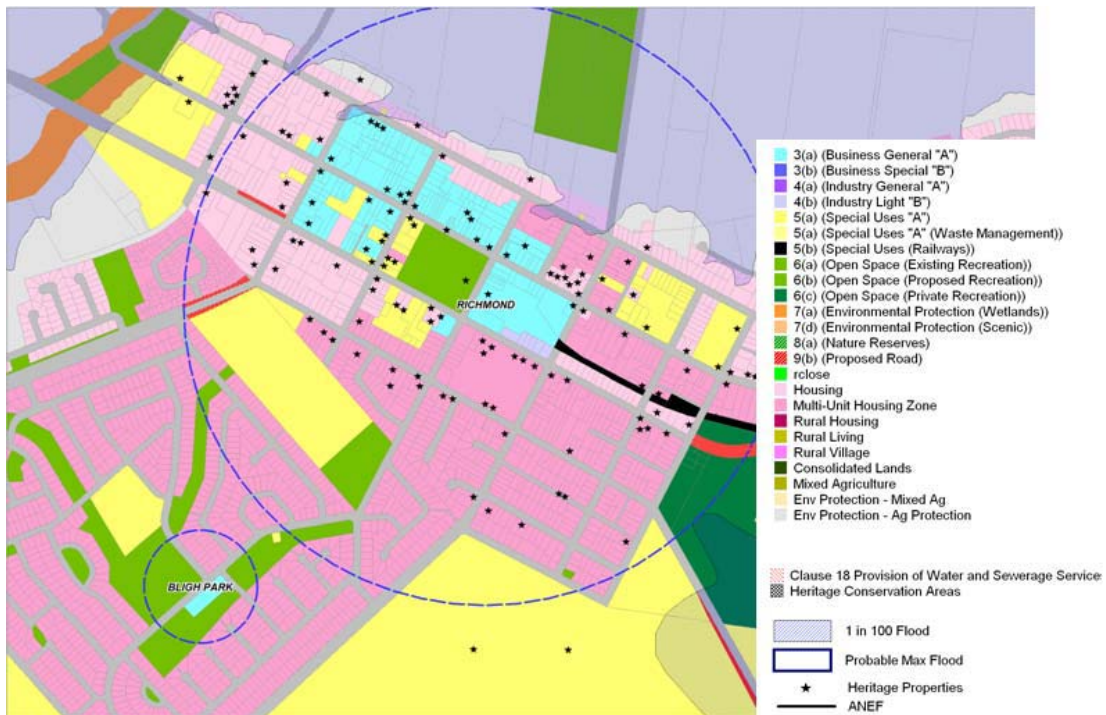 RICHMOND
BLIGH PARK
3(a) (Business General "A")
3(b) (Business Special "B")
4(a) (Industry General "A")
4(b) (Industry Light "B")
5(a) (Special Uses "A")
5(a) (Special Uses "A" (Waste Management))
5(b) (Special Uses (Railways))
6(a) (Open Space (Existing Recreation))
6(b) (Open Space (Proposed Recreation))
6(c) (Open Space (Private Recreation))
7(a) (Environmental Protection (Wetlands))
7(d) (Environmental Protection (Scenic))
8(a) (Nature Reserves)
9(b) (Proposed Road)
rclose
Housing
Multi-Unit Housing Zone
Rural Housing
Rural Living
Rural Village
Consolidated Lands
Mixed Agriculture
Env Protection - Mixed Ag.
Env Protection - Ag Protection
Clause 18 Provision of Water and Sewerage Service
Heritage Conservation Areas
1 in 100 Flood
Probable Max Flood
Heritage Properties
ANEF